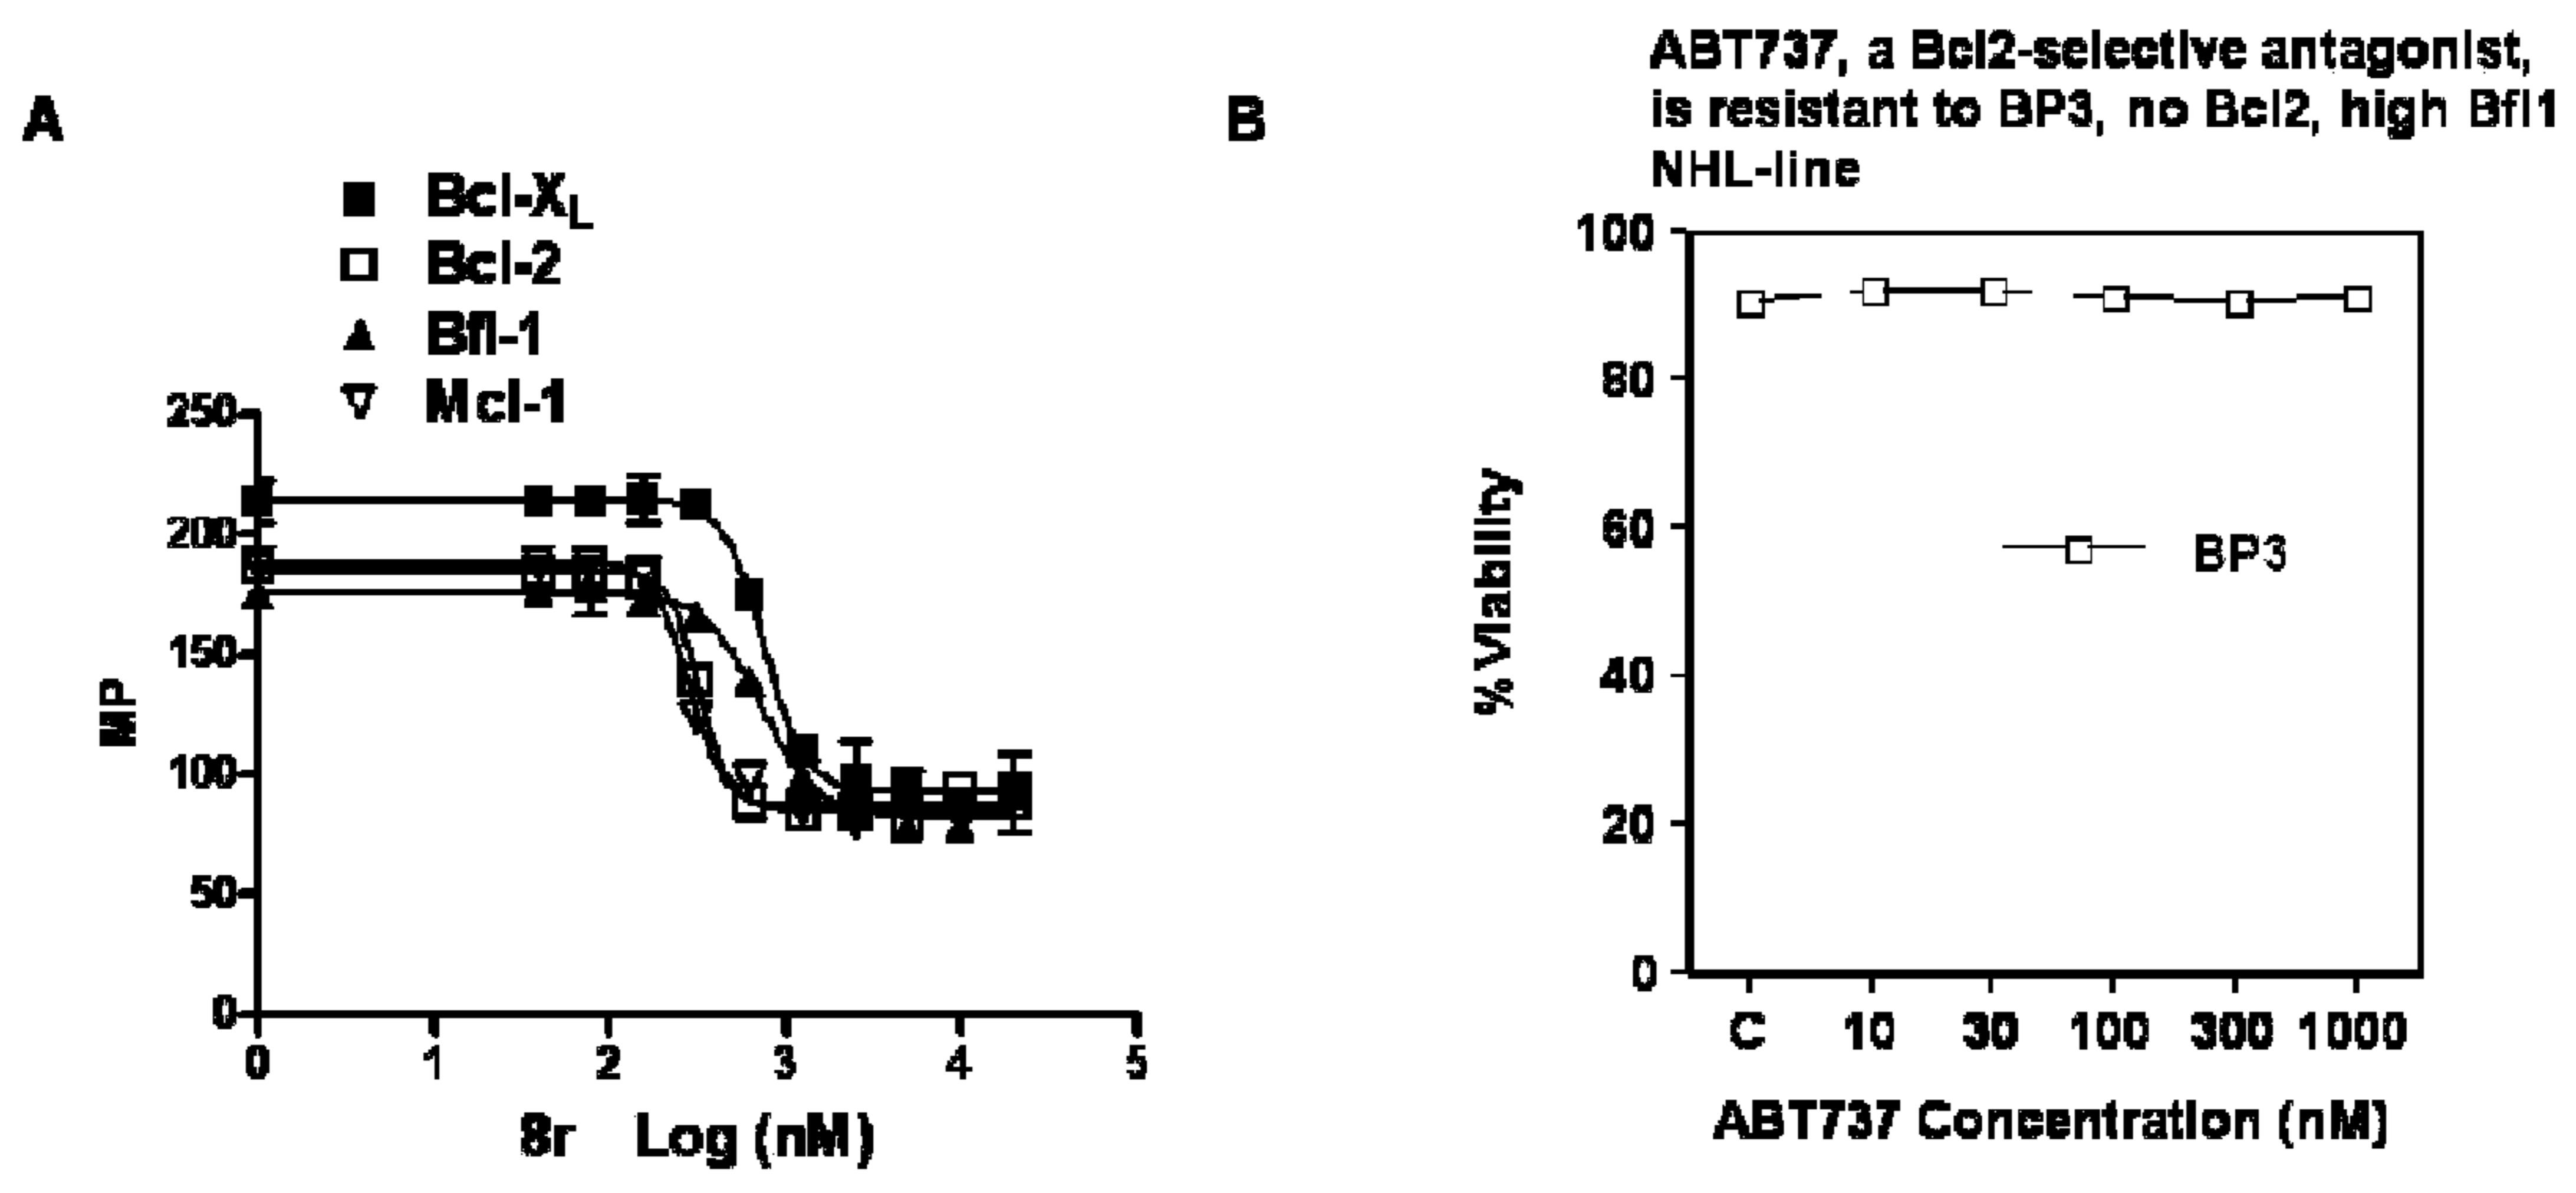 A
Bcl-XL
Bcl-2
Bfl-1
Mcl-1
250
200
150
100
50
0
MP
0 1 2 3 4 5
8r Log (nM)
B
ABT737, a Bcl2-selective antagonist,
is resistant to BP3, no Bcl2, high Bfl1
NHL-line
100
80
60
40
20
0
% Viability
BP3
C 10 30 100 300 1000
ABT737 Concentration (nM)